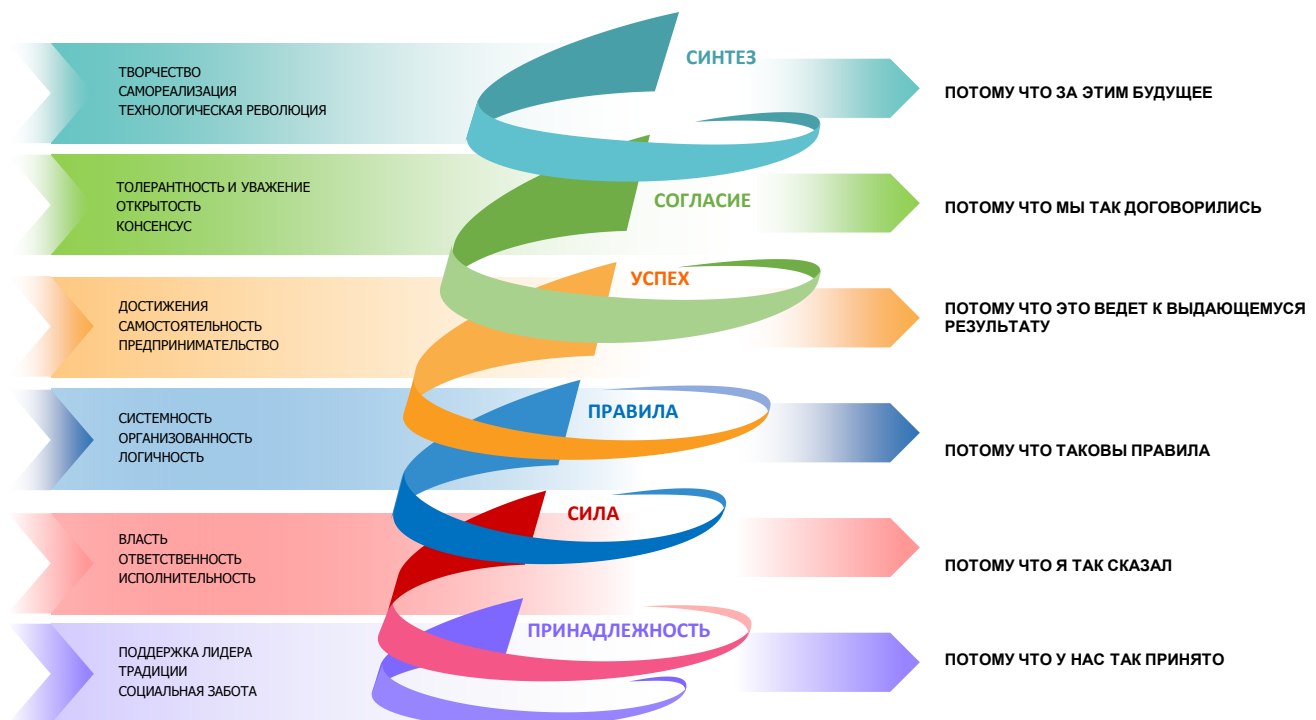 СИНТЕЗ
ТВОРЧЕСТВО
САМОРЕАЛИЗАЦИЯ
ТЕХНОЛОГИЧЕСКАЯ РЕВОЛЮЦИЯ
ПОТОМУ ЧТО ЗА ЭТИМ БУДУЩЕЕ
СОГЛАСИЕ
ТОЛЕРАНТНОСТЬ И УВАЖЕНИЕ
ОТКРЫТОСТЬ
КОНСЕНСУС
ПОТОМУ ЧТО МЫ ТАК ДОГОВОРИЛИСЬ
УСПЕХ
ДОСТИЖЕНИЯ
САМОСТОЯТЕЛЬНОСТЬ
ПРЕДПРИНИМАТЕЛЬСТВО
ПОТОМУ ЧТО ЭТО ВЕДЕТ К ВЫДАЮЩЕМУСЯ
РЕЗУЛЬТАТУ
ПРАВИЛА
СИСТЕМНОСТЬ
ОРГАНИЗОВАННОСТЬ
ЛОГИЧНОСТЬ
ПОТОМУ ЧТО ТАКОВЫ ПРАВИЛА
СИЛА
ВЛАСТЬ
ОТВЕТСТВЕННОСТЬ
ИСПОЛНИТЕЛЬНОСТЬ
ПОТОМУ ЧТО Я ТАК СКАЗАЛ
ПРИНАДЛЕЖНОСТЬ
ПОДДЕРЖКА ЛИДЕРА
ТРАДИЦИИ
СОЦИАЛЬНАЯ ЗАБОТА
ПОТОМУ ЧТО У НАС ТАК ПРИНЯТО